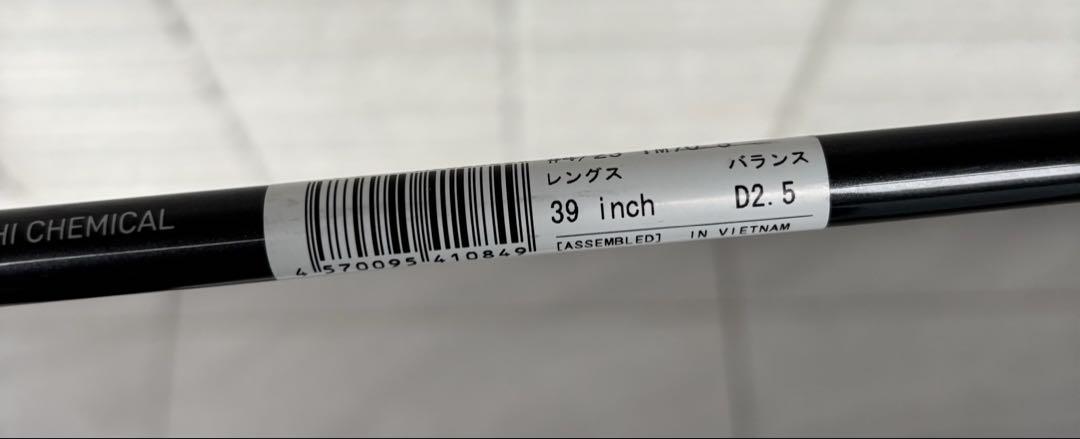 HI CHEMICAL
レングス バランス
39 inch D2.5
[ASSEMBLED] IN VIETNAM
4 570095 410849